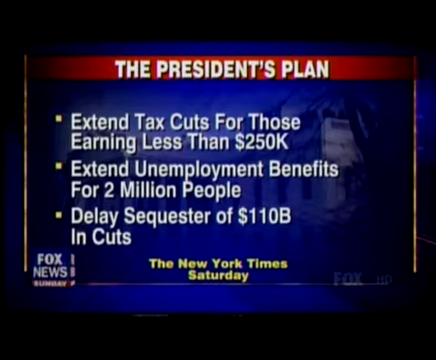 THE PRESIDENT'S PLAN
Extend Tax Cuts For Those
Earning Less Than $250K
Extend Unemployment Benefits
For 2 Million People
Delay Sequester of $110B
In Cuts
The New York Times
Saturday
FOX
NEWS
SUNDAY
FOX HD